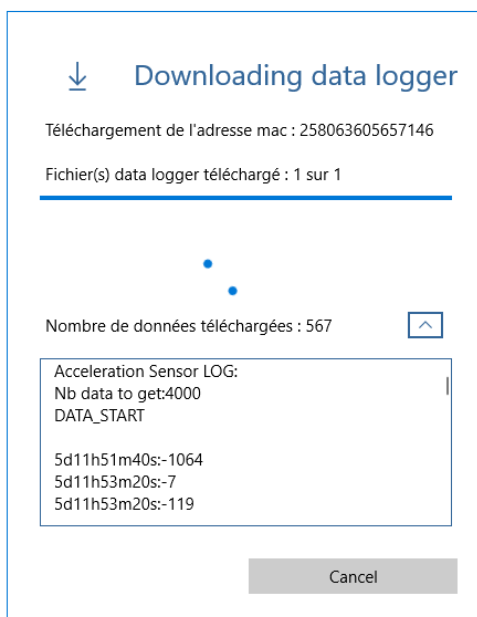 Downloading data logger
Téléchargement de l'adresse mac : 258063605657146
Fichier(s) data logger téléchargé : 1 sur 1
Nombre de données téléchargées : 567
Acceleration Sensor LOG:
Nb data to get:4000
DATA_START
5d11h51m40s:-1064
5d11h53m20s:-7
5d11h53m20s:-119
Cancel